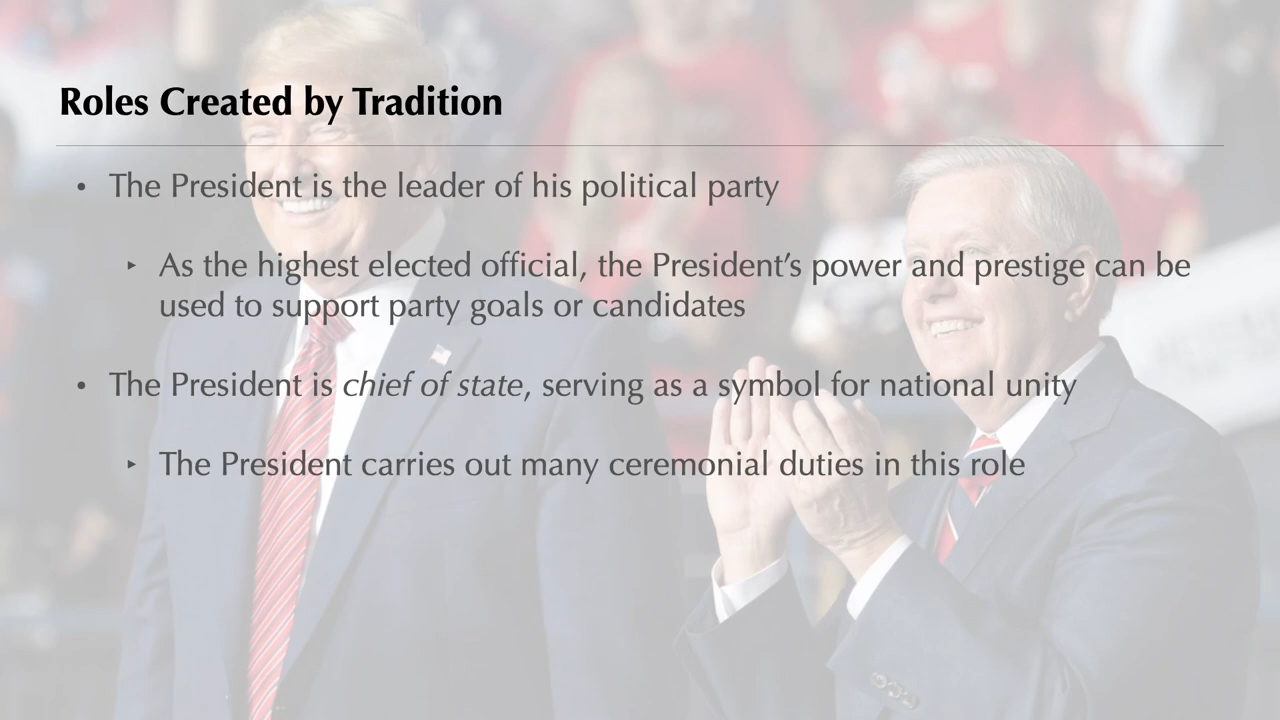 Roles Created by Tradition
• The President is the leader of his political party
‣ As the highest elected official, the President’s power and prestige can be
used to support party goals or candidates
• The President is chief of state, serving as a symbol for national unity
‣ The President carries out many ceremonial duties in this role